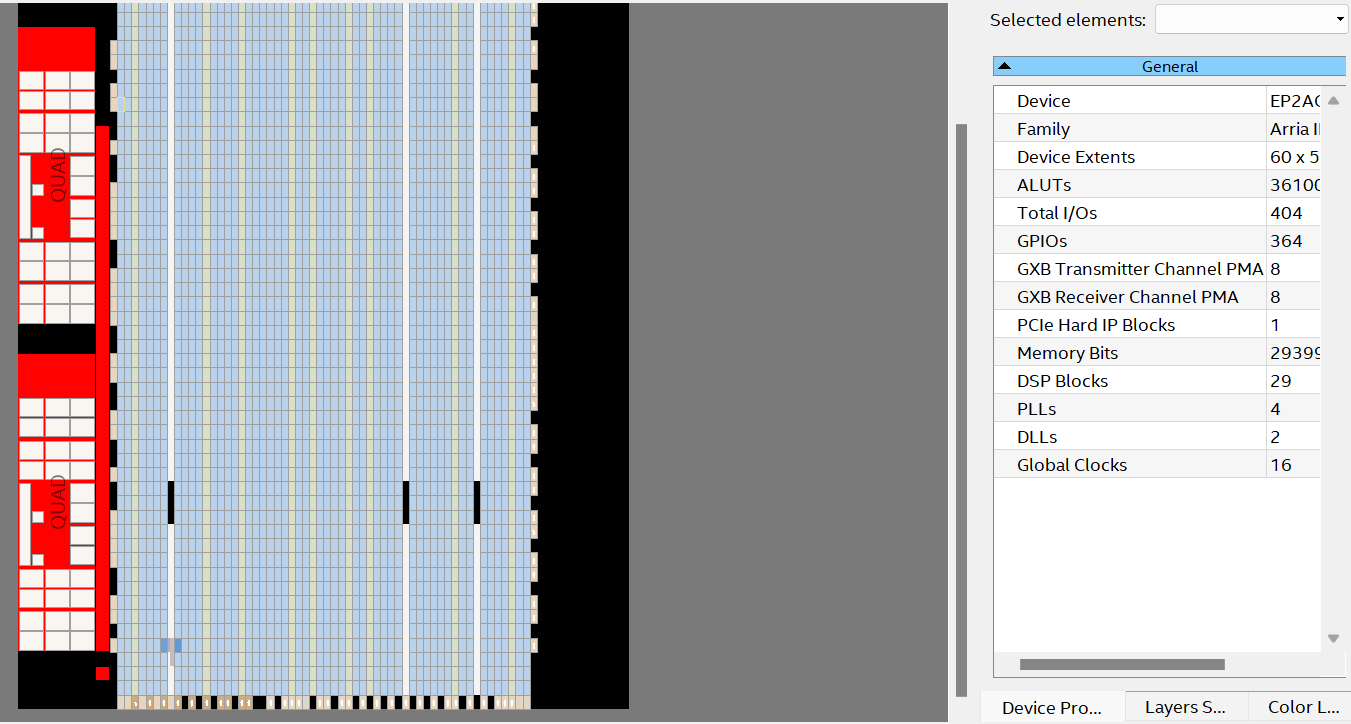 Selected elements:
General
Device EP2AG
Family Arria II
Device Extents 60 x 5
ALUTs 36100
Total I/Os 404
GPIOs 364
GXB Transmitter Channel PMA 8
GXB Receiver Channel PMA 8
PCIe Hard IP Blocks 1
Memory Bits 29399
DSP Blocks 29
PLLs 4
DLLs 2
Global Clocks 16
Device Pro...
Layers S...
Color L...
QUAD
QUAD